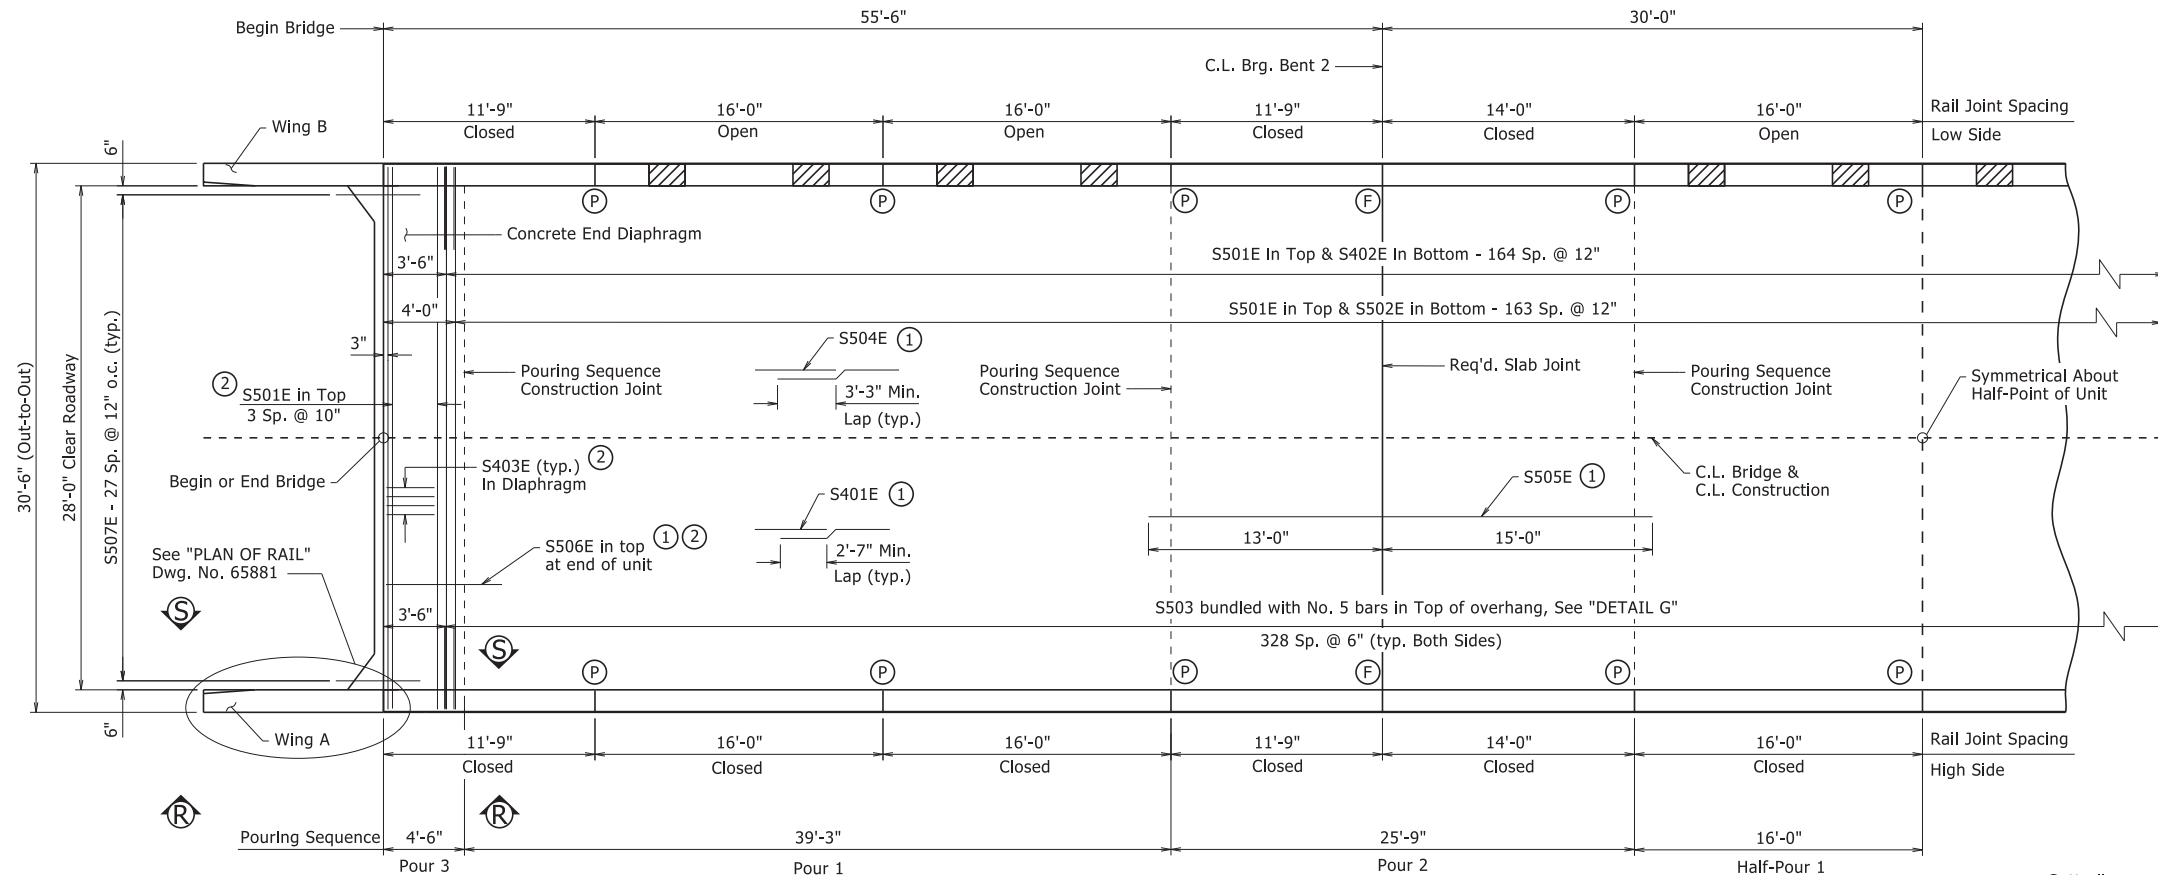 55'-6"
30'-0"
Begin Bridge
C.L. Brg. Bent 2
11'-9"
16'-0"
16'-0"
11'-9"
14'-0"
16'-0"
Rail Joint Spacing
Closed
Open
Open
Closed
Closed
Open
Low Side
Wing B
6"
P
P
P
F
P
P
Concrete End Diaphragm
3'-6"
S501E in Top & S402E in Bottom - 164 Sp. @ 12"
4'-0"
S501E in Top & S502E in Bottom - 163 Sp. @ 12"
3"
S504E 1
Req'd. Slab Joint
Pouring Sequence
Construction Joint
Pouring Sequence
Construction Joint
Pouring Sequence
Construction Joint
Symmetrical About
Half-Point of Unit
2
S501E in Top
3 Sp. @ 10"
3'-3" Min.
Lap (typ.)
30'-6" (Out-to-Out)
28'-0" Clear Roadway
S507E - 27 Sp. @ 12" o.c. (typ.)
Begin or End Bridge
S403E (typ.) 2
in Diaphragm
S401E 1
S505E 1
C.L. Bridge &
C.L. Construction
S506E in top 1 2
at end of unit
2'-7" Min.
Lap (typ.)
13'-0"
15'-0"
See "PLAN OF RAIL"
Dwg. No. 65881
S
3'-6"
S503 bundled with No. 5 bars in Top of overhang, See "DETAIL G"
328 Sp. @ 6" (typ. Both Sides)
S
P
P
P
F
P
P
6"
Wing A
11'-9"
16'-0"
16'-0"
11'-9"
14'-0"
16'-0"
Rail Joint Spacing
Closed
Closed
Closed
Closed
Closed
Closed
High Side
R
R
Pouring Sequence
4'-6"
39'-3"
25'-9"
16'-0"
Pour 3
Pour 1
Pour 2
Half-Pour 1